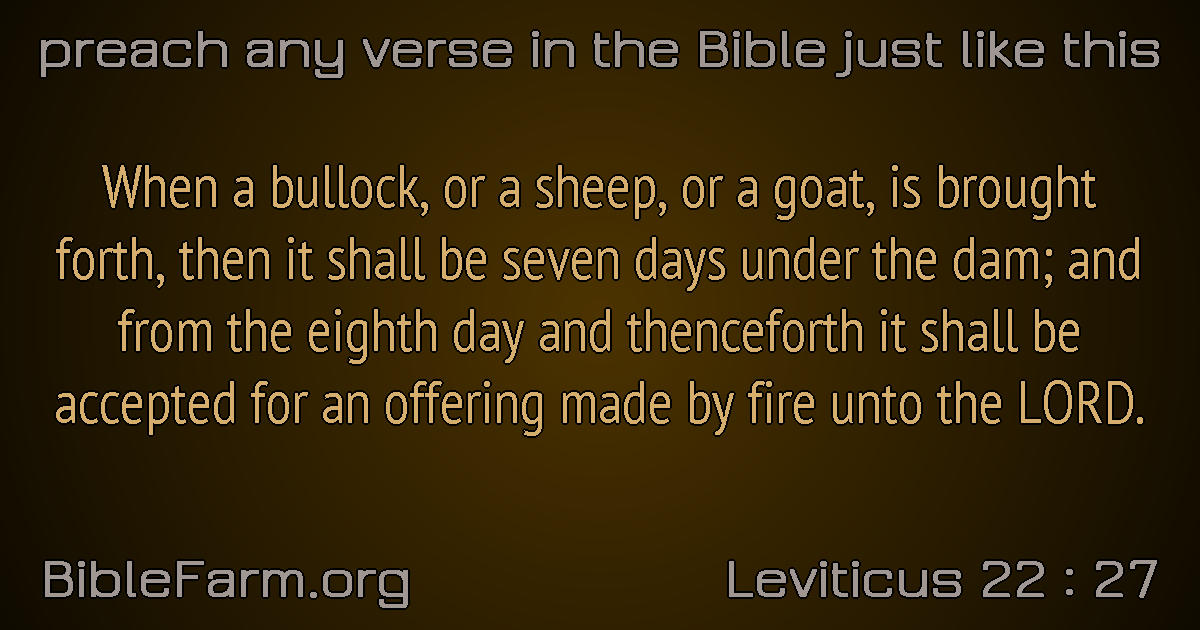 preach any verse in the Bible just like this
When a bullock, or a sheep, or a goat, is brought
forth, then it shall be seven days under the dam; and
from the eighth day and thenceforth it shall be
accepted for an offering made by fire unto the LORD.
BibleFarm.org
Leviticus 22 : 27